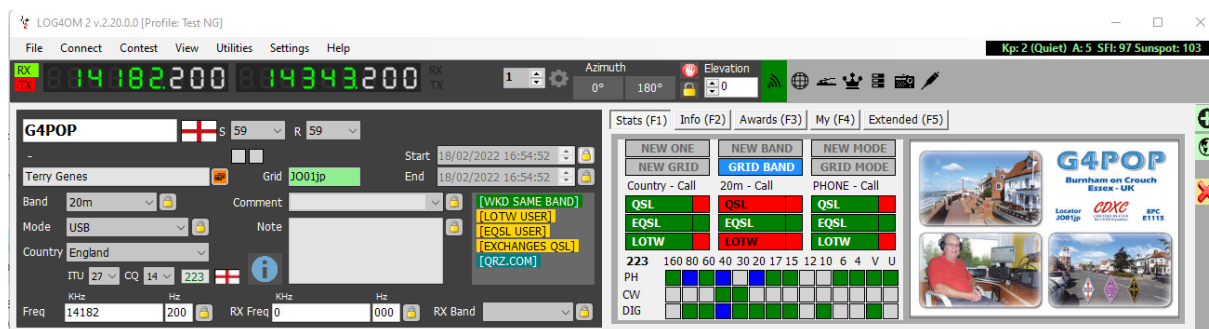 LOG4OM 2 v.2.20.0.0 [Profile: Test NG]
File Connect Contest View Utilities Settings Help
Kp: 2 (Quiet) A: 5 SFI: 97 Sunspot: 103
RX 14182.200 14343.200 RX 1 Azimuth Elevation
TX TX 0° 180° 0
G4POP S 59 R 59
-
Start 18/02/2022 16:54:52
Terry Genes Grid JO01jp End 18/02/2022 16:54:52
Band 20m Comment
Mode USB Note
Country England
ITU 27 CQ 14 223
KHz Hz KHz Hz
Freq 14182 200 RX Freq 0 000 RX Band
[WKD SAME BAND]
[LOTW USER]
[EQSL USER]
[EXCHANGES QSL]
[QRZ.COM]
Stats (F1) Info (F2) Awards (F3) My (F4) Extended (F5)
NEW ONE NEW BAND NEW MODE
NEW GRID GRID BAND GRID MODE
Country - Call 20m - Call PHONE - Call
QSL QSL QSL
EQSL EQSL EQSL
LOTW LOTW LOTW
223 160 80 60 40 30 20 17 15 12 10 6 4 V U
PH
CW
DIG
G4POP
Burnham on Crouch
Essex - UK
Locator
JO01jp
CDXC
EPC
E1115